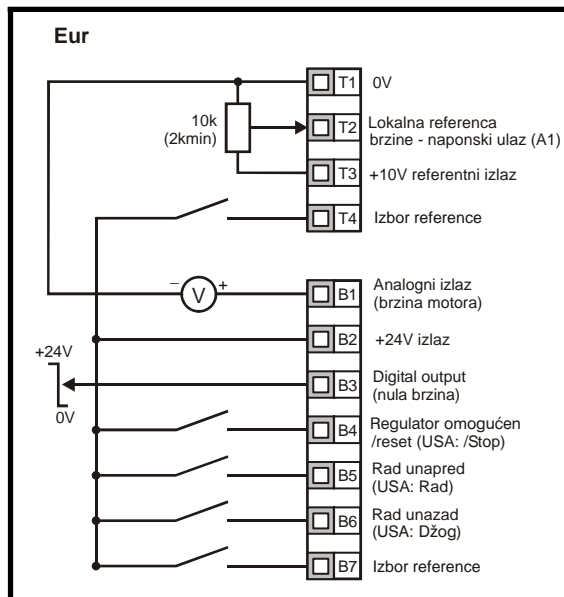 Eur
T1 0V
10k
(2kmin)
T2 Lokalna referenca
brzine - naponski ulaz (A1)
T3 +10V referentni izlaz
T4 Izbor reference
− V +
B1 Analogni izlaz
(brzina motora)
B2 +24V izlaz
+24V
0V
B3 Digital output
(nula brzina)
B4 Regulator omogućen
/reset (USA: /Stop)
B5 Rad unapred
(USA: Rad)
B6 Rad unazad
(USA: Džog)
B7 Izbor reference